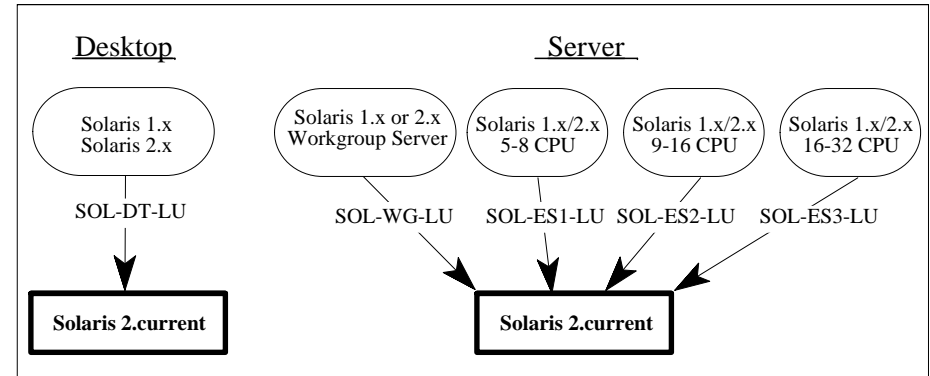 Desktop
Server
Solaris 1.x
Solaris 2.x
Solaris 1.x or 2.x
Workgroup Server
Solaris 1.x/2.x
5-8 CPU
Solaris 1.x/2.x
9-16 CPU
Solaris 1.x/2.x
16-32 CPU
SOL-DT-LU
SOL-WG-LU
SOL-ES1-LU
SOL-ES2-LU
SOL-ES3-LU
Solaris 2.current
Solaris 2.current